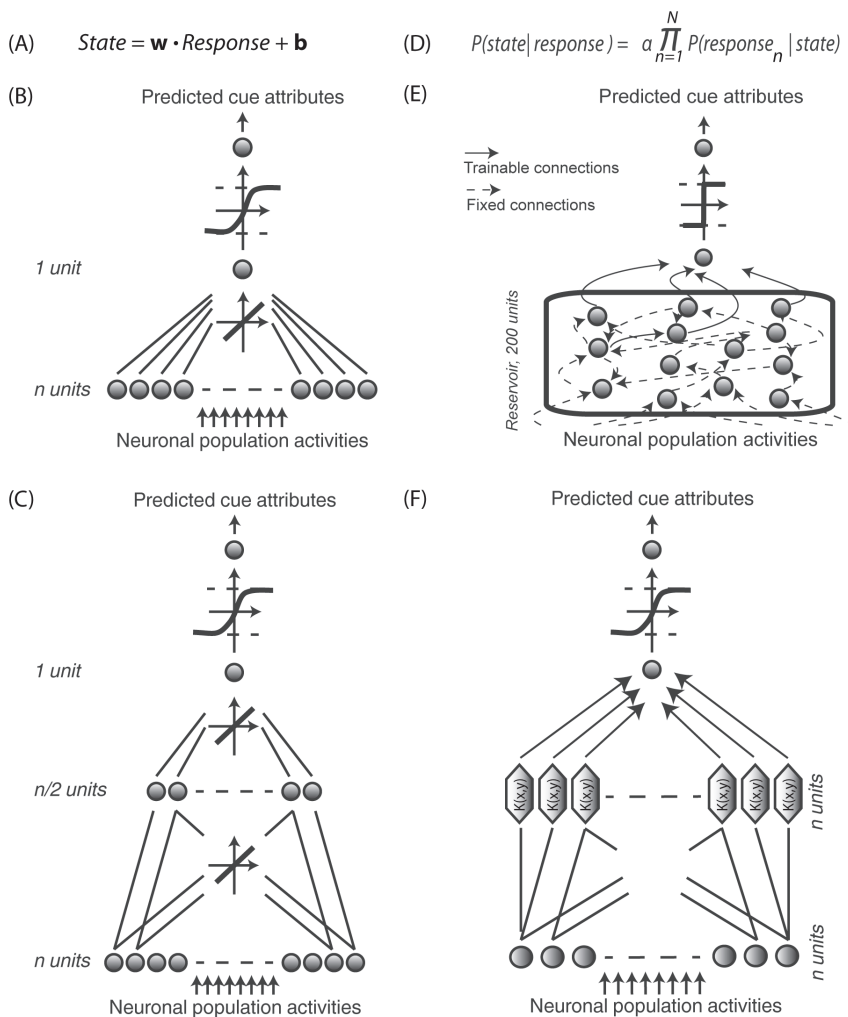 (A) State = w • Response + b
(B)
Predicted cue attributes
1 unit
n units
Neuronal population activities
(C)
Predicted cue attributes
1 unit
n/2 units
n units
Neuronal population activities
(D) P(state|response) = α ∏ n=1 N P(response n | state)
(E)
Predicted cue attributes
Trainable connections
Fixed connections
Reservoir, 200 units
Neuronal population activities
(F)
Predicted cue attributes
K(x,y) K(x,y) K(x,y) K(x,y) K(x,y) K(x,y)
n units
n units
Neuronal population activities